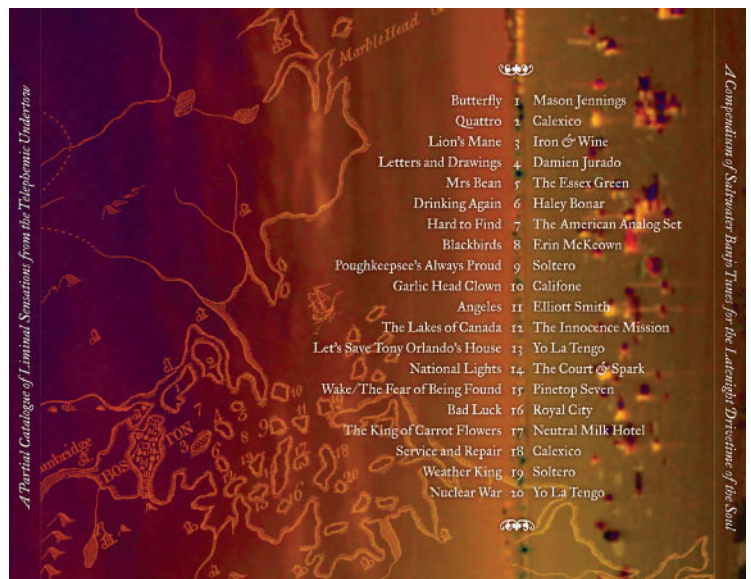 A Partial Catalogue of Liminal Sensations from the Telephemic Undertow
MarbleHead
Butterfly 1 Mason Jennings
Quattro 2 Calexico
Lion's Mane 3 Iron & Wine
Letters and Drawings 4 Damien Jurado
Mrs Bean 5 The Essex Green
Drinking Again 6 Haley Bonar
Hard to Find 7 The American Analog Set
Blackbirds 8 Erin McKeown
Poughkeepsee's Always Proud 9 Soltero
Garlic Head Clown 10 Califone
Angeles 11 Elliott Smith
The Lakes of Canada 12 The Innocence Mission
Let's Save Tony Orlando's House 13 Yo La Tengo
National Lights 14 The Court & Spark
Wake/The Fear of Being Found 15 Pinetop Seven
Bad Luck 16 Royal City
The King of Carrot Flowers 17 Neutral Milk Hotel
Service and Repair 18 Calexico
Weather King 19 Soltero
Nuclear War 20 Yo La Tengo
umbridge
BOSTON
A Compendism of Saltwater Banjo Tunes for the Latenight Drivetime of the Soul